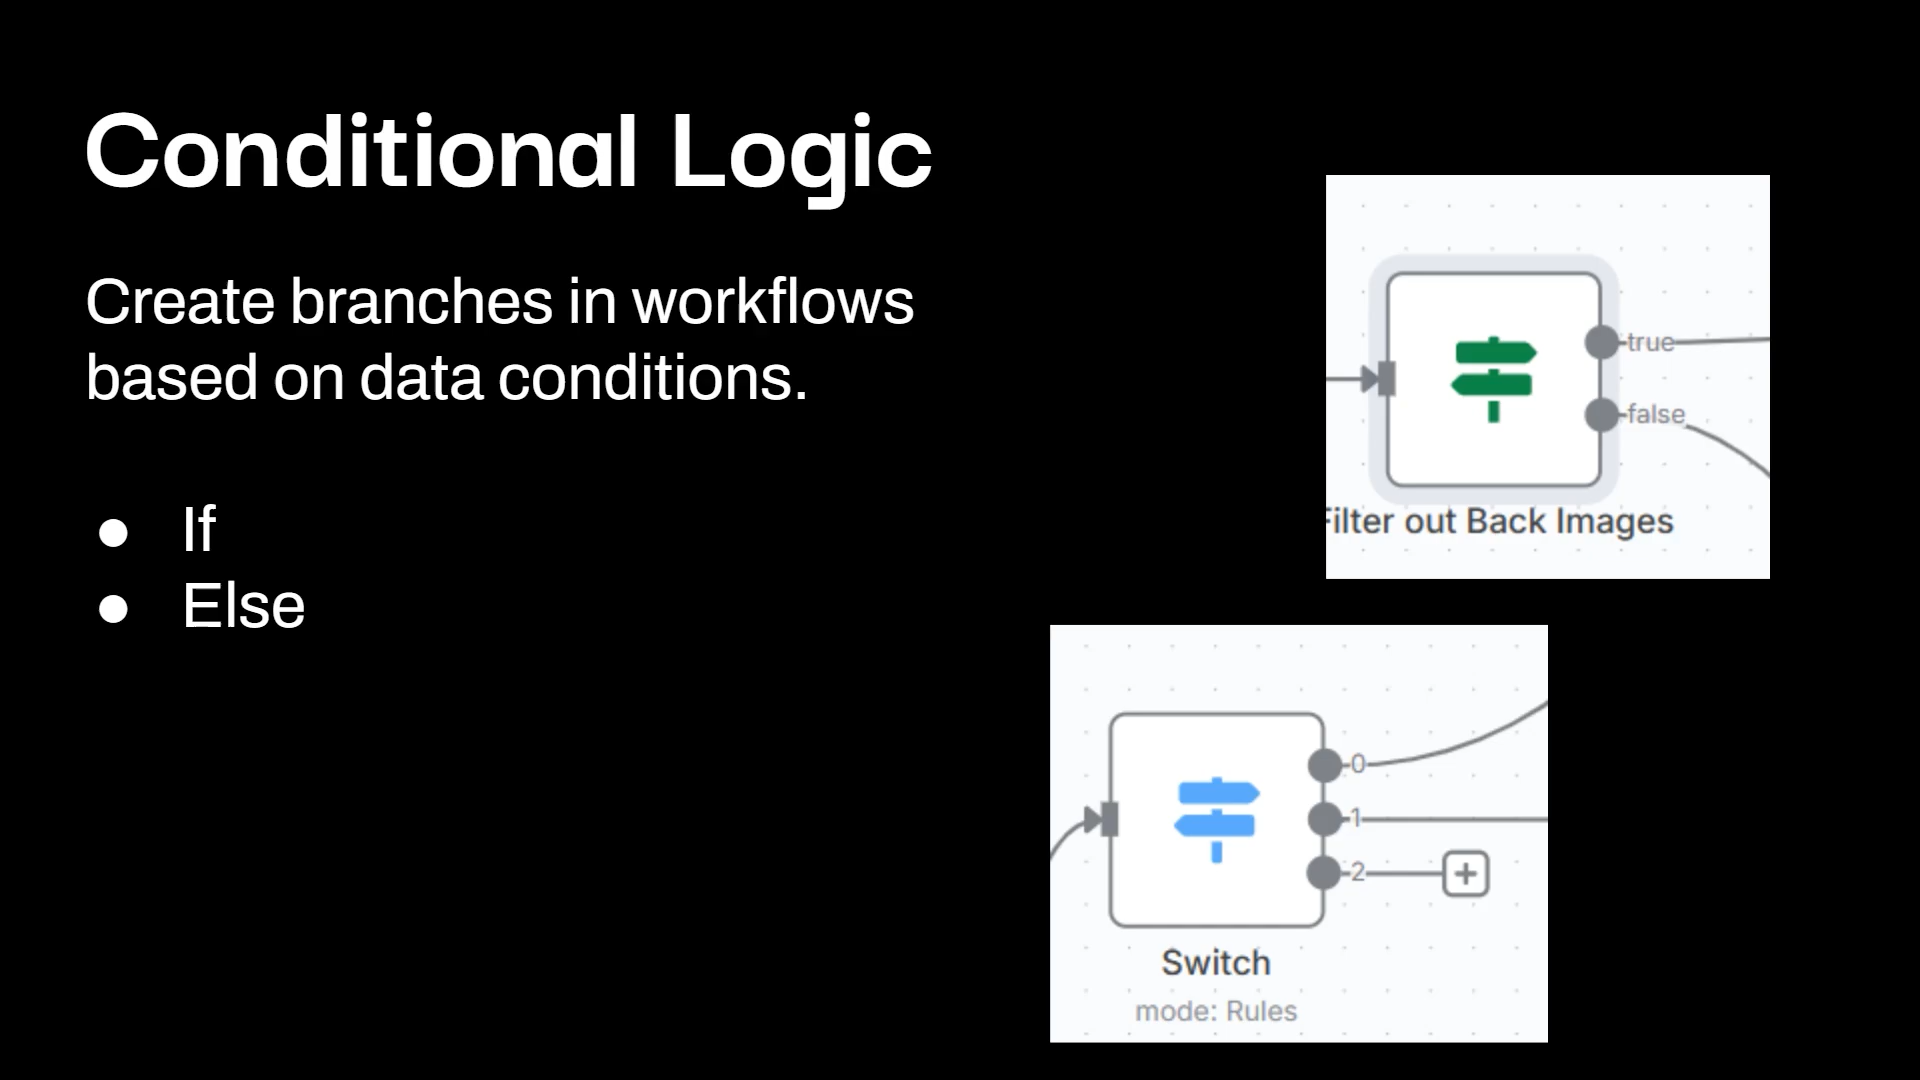 Conditional Logic
Create branches in workflows
based on data conditions.
● If
● Else
true
false
Filter out Back Images
0
1
2
Switch
mode: Rules